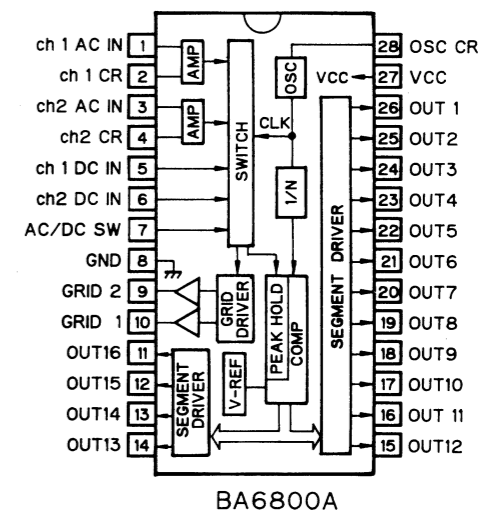 ch 1 AC IN 1
ch 1 CR 2
ch2 AC IN 3
ch2 CR 4
ch 1 DC IN 5
ch2 DC IN 6
AC/DC SW 7
GND 8
GRID 2 9
GRID 1 10
OUT16 11
OUT15 12
OUT14 13
OUT13 14
AMP
AMP
SWITCH
OSC
CLK
1/N
VCC
GRID DRIVER
PEAK HOLD
COMP
V-REF
SEGMENT DRIVER
SEGMENT DRIVER
28 OSC CR
27 VCC
26 OUT 1
25 OUT2
24 OUT3
23 OUT4
22 OUT5
21 OUT6
20 OUT7
19 OUT8
18 OUT9
17 OUT10
16 OUT 11
15 OUT12
BA6800A